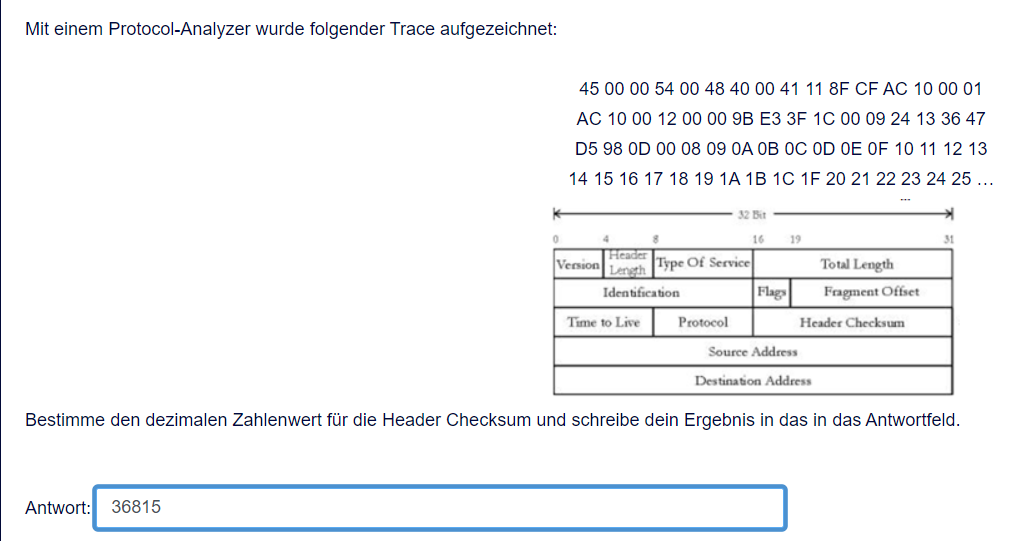 Mit einem Protocol-Analyzer wurde folgender Trace aufgezeichnet:
45 00 00 54 00 48 40 00 41 11 8F CF AC 10 00 01
AC 10 00 12 00 00 9B E3 3F 1C 00 09 24 13 36 47
D5 98 0D 00 08 09 0A 0B 0C 0D 0E 0F 10 11 12 13
14 15 16 17 18 19 1A 1B 1C 1F 20 21 22 23 24 25 ...
...
32 Bit
0 4 8 16 19 31
Version Header Length Type Of Service Total Length
Identification Flags Fragment Offset
Time to Live Protocol Header Checksum
Source Address
Destination Address
Bestimme den dezimalen Zahlenwert für die Header Checksum und schreibe dein Ergebnis in das in das Antwortfeld.
Antwort: 36815